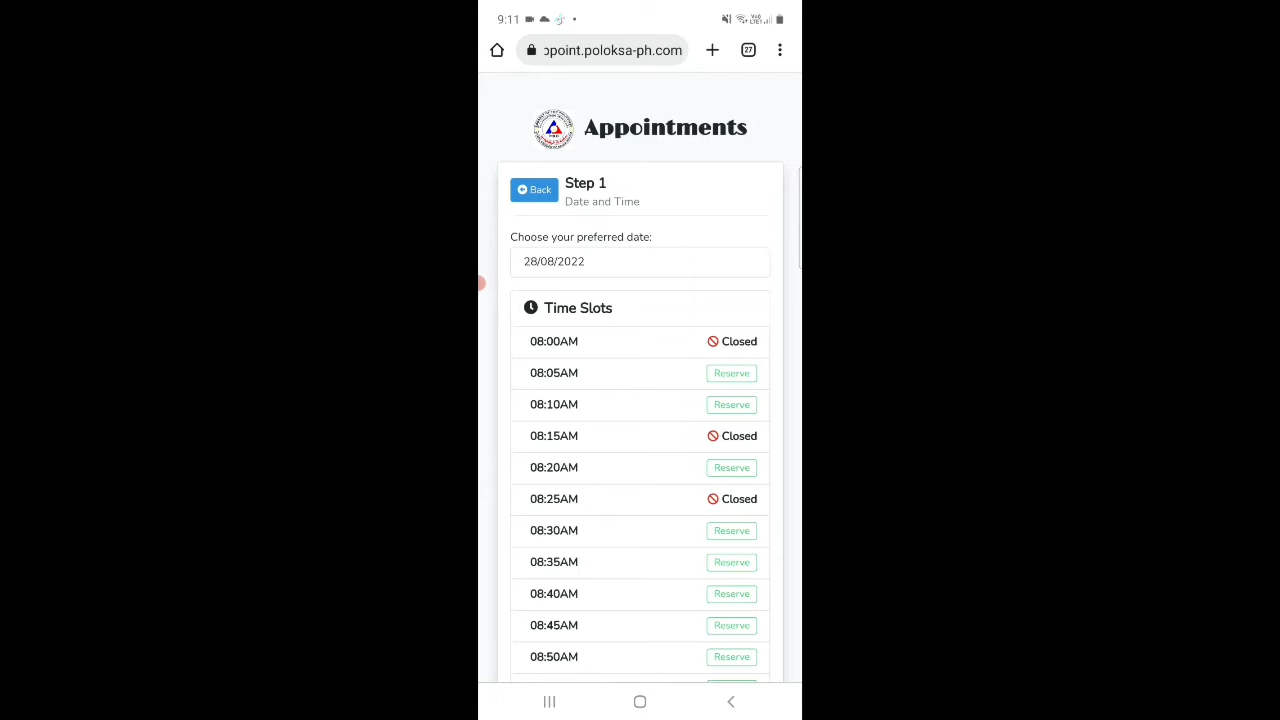 9:11
ppoint.poloksa-ph.com
27
Appointments
Back
Step 1
Date and Time
Choose your preferred date:
28/08/2022
Time Slots
08:00AM Closed
08:05AM Reserve
08:10AM Reserve
08:15AM Closed
08:20AM Reserve
08:25AM Closed
08:30AM Reserve
08:35AM Reserve
08:40AM Reserve
08:45AM Reserve
08:50AM Reserve